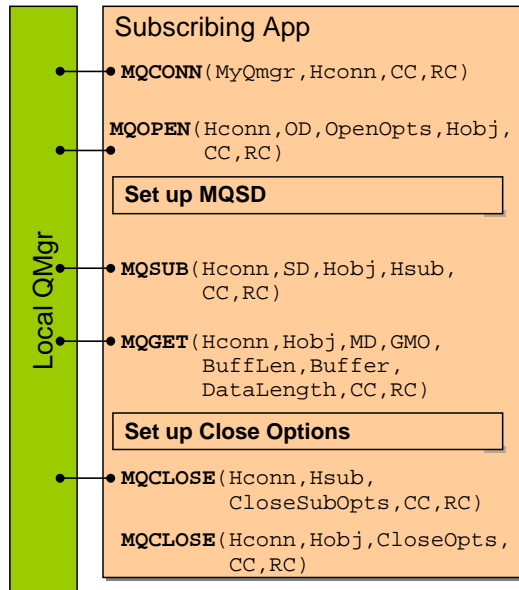 Subscribing App
MQCONN(MyQmgr,Hconn,CC,RC)
MQOPEN(Hconn,OD,OpenOpts,Hobj,
CC,RC)
Set up MQSD
Local QMgr
MQSUB(Hconn,SD,Hobj,Hsub,
CC,RC)
MQGET(Hconn,Hobj,MD,GMO,
BuffLen,Buffer,
DataLength,CC,RC)
Set up Close Options
MQCLOSE(Hconn,Hsub,
CloseSubOpts,CC,RC)
MQCLOSE(Hconn,Hobj,CloseOpts,
CC,RC)